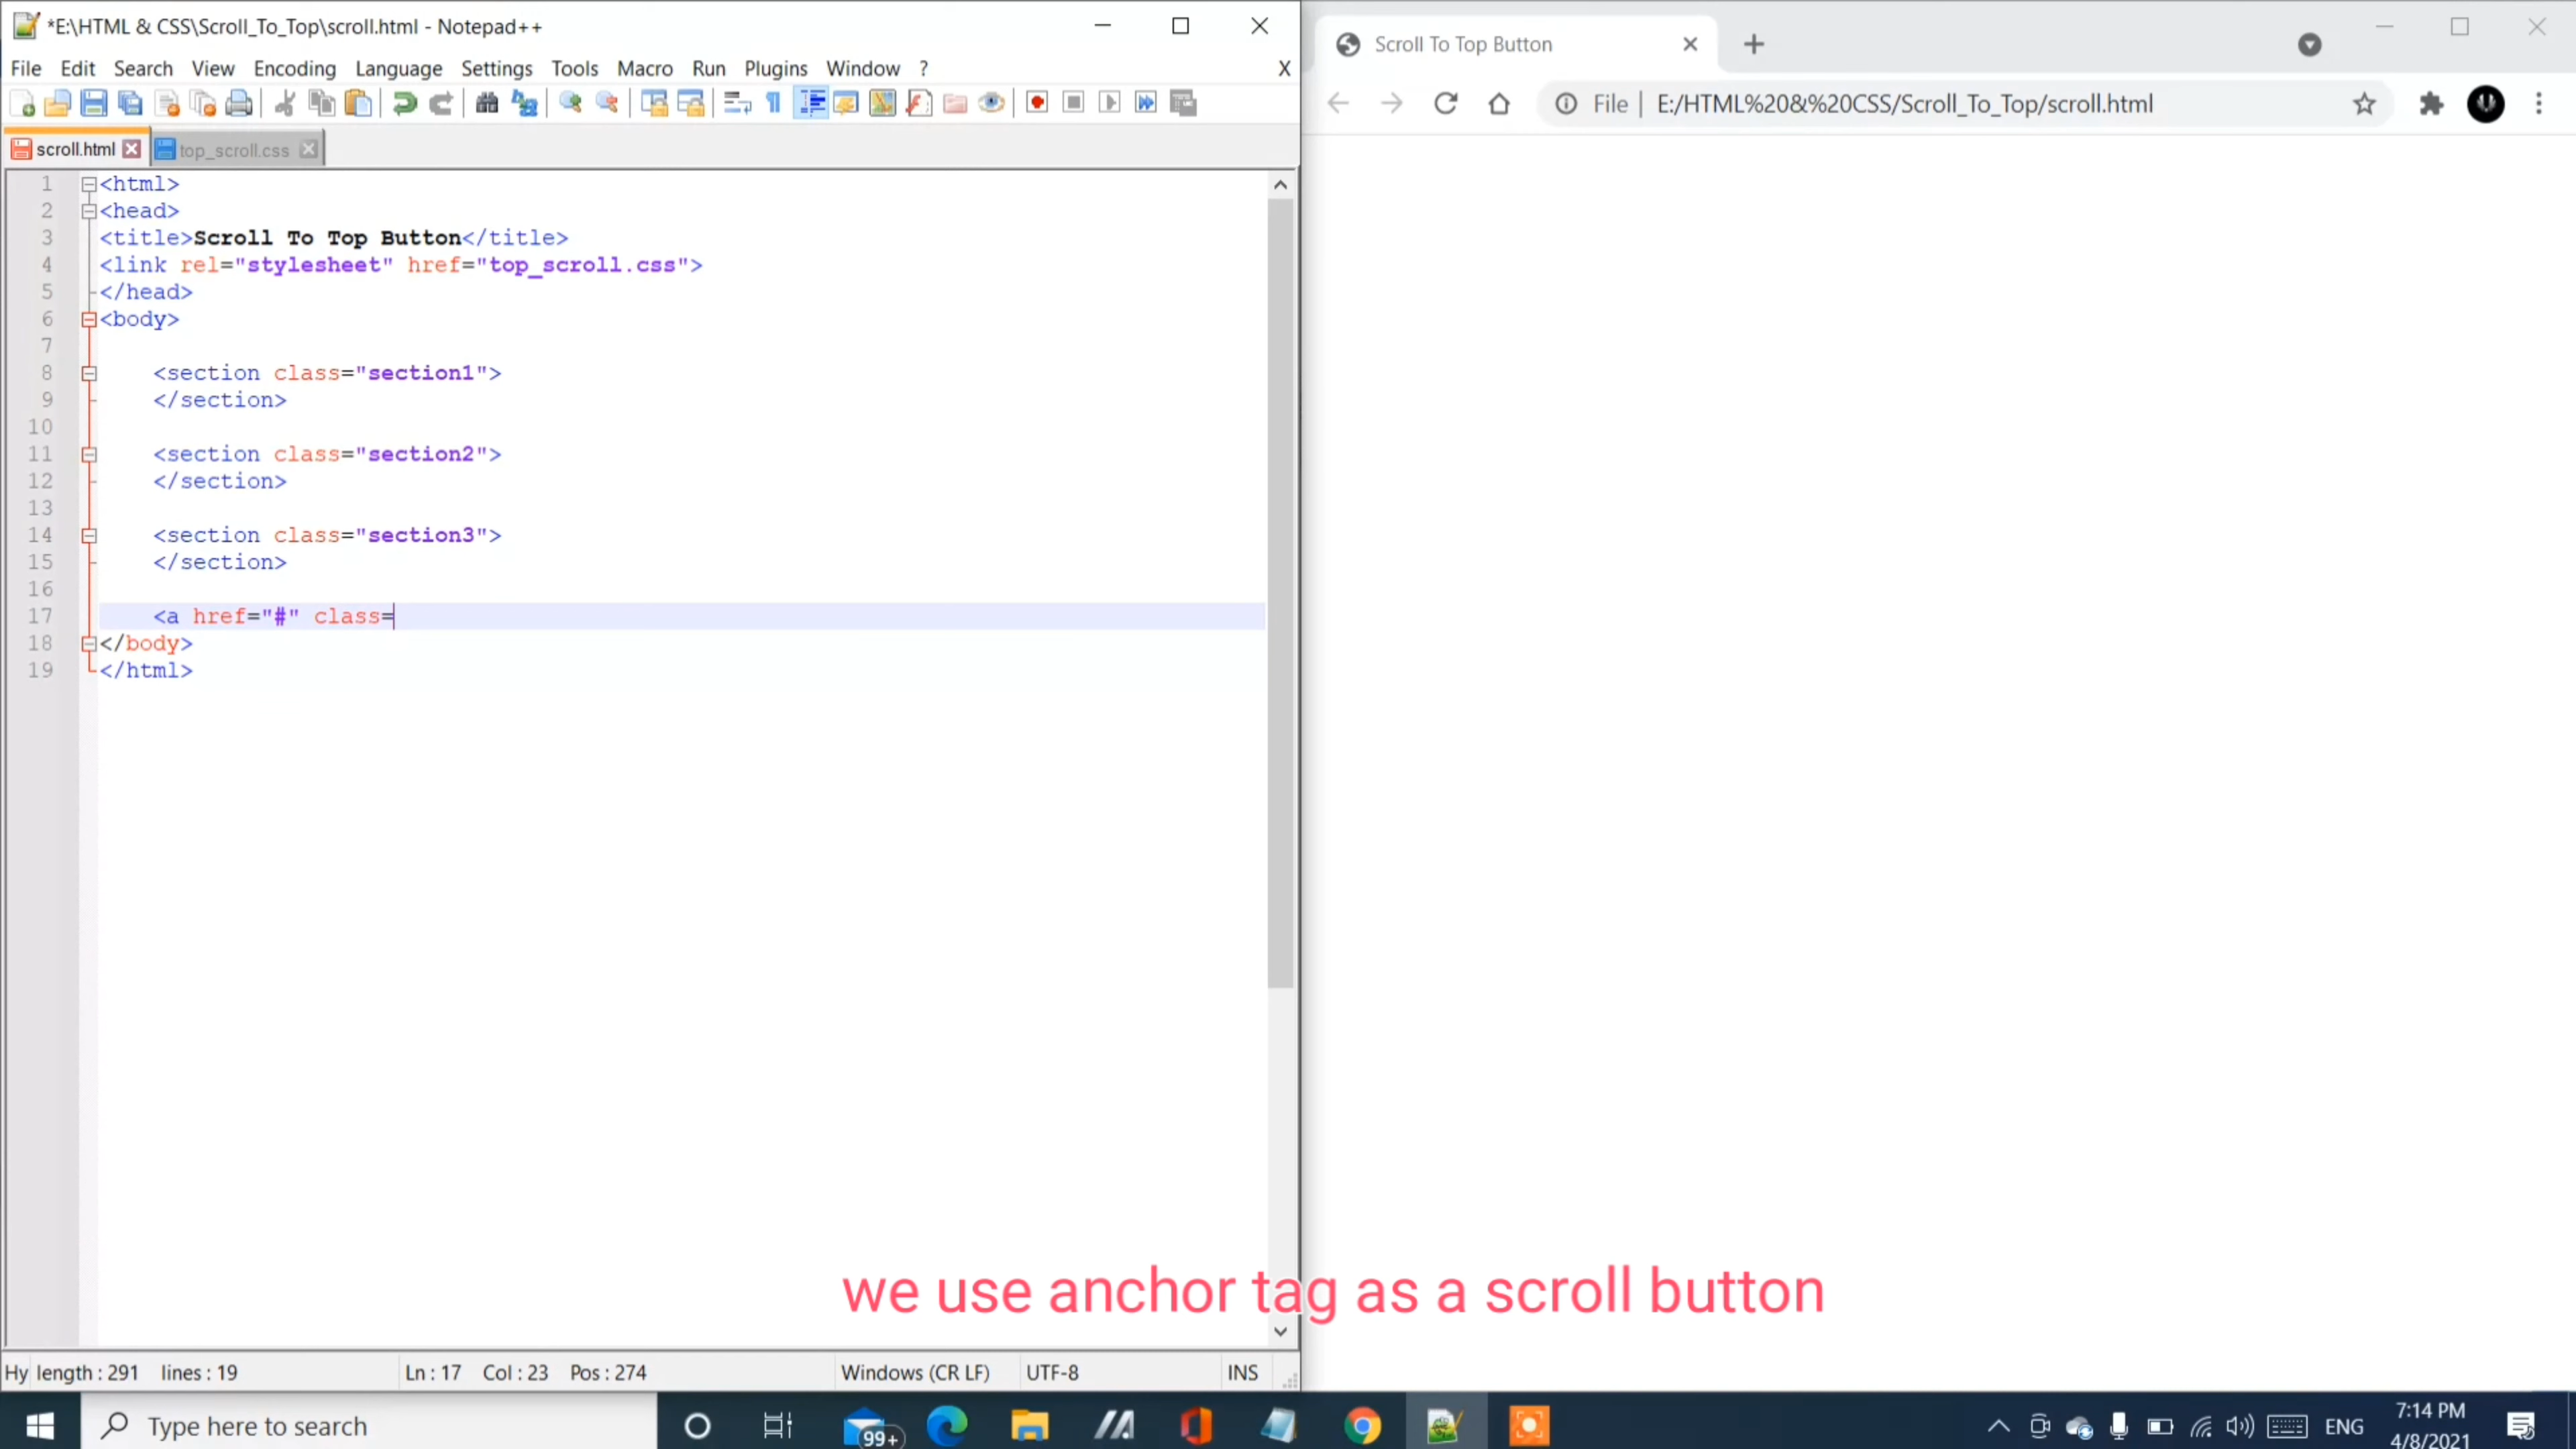 *E:\HTML & CSS\Scroll_To_Top\scroll.html - Notepad++
File Edit Search View Encoding Language Settings Tools Macro Run Plugins Window ? X
scroll.html top_scroll.css
1 <html>
2 <head>
3 <title>Scroll To Top Button</title>
4 <link rel="stylesheet" href="top_scroll.css">
5 </head>
6 <body>
7
8 <section class="section1">
9 </section>
10
11 <section class="section2">
12 </section>
13
14 <section class="section3">
15 </section>
16
17 <a href="#" class=
18 </body>
19 </html>
Hy length : 291 lines : 19 Ln : 17 Col : 23 Pos : 274 Windows (CR LF) UTF-8 INS
Scroll To Top Button
File | E:/HTML%20&%20CSS/Scroll_To_Top/scroll.html
we use anchor tag as a scroll button
Type here to search
99+
ENG
7:14 PM
4/8/2021